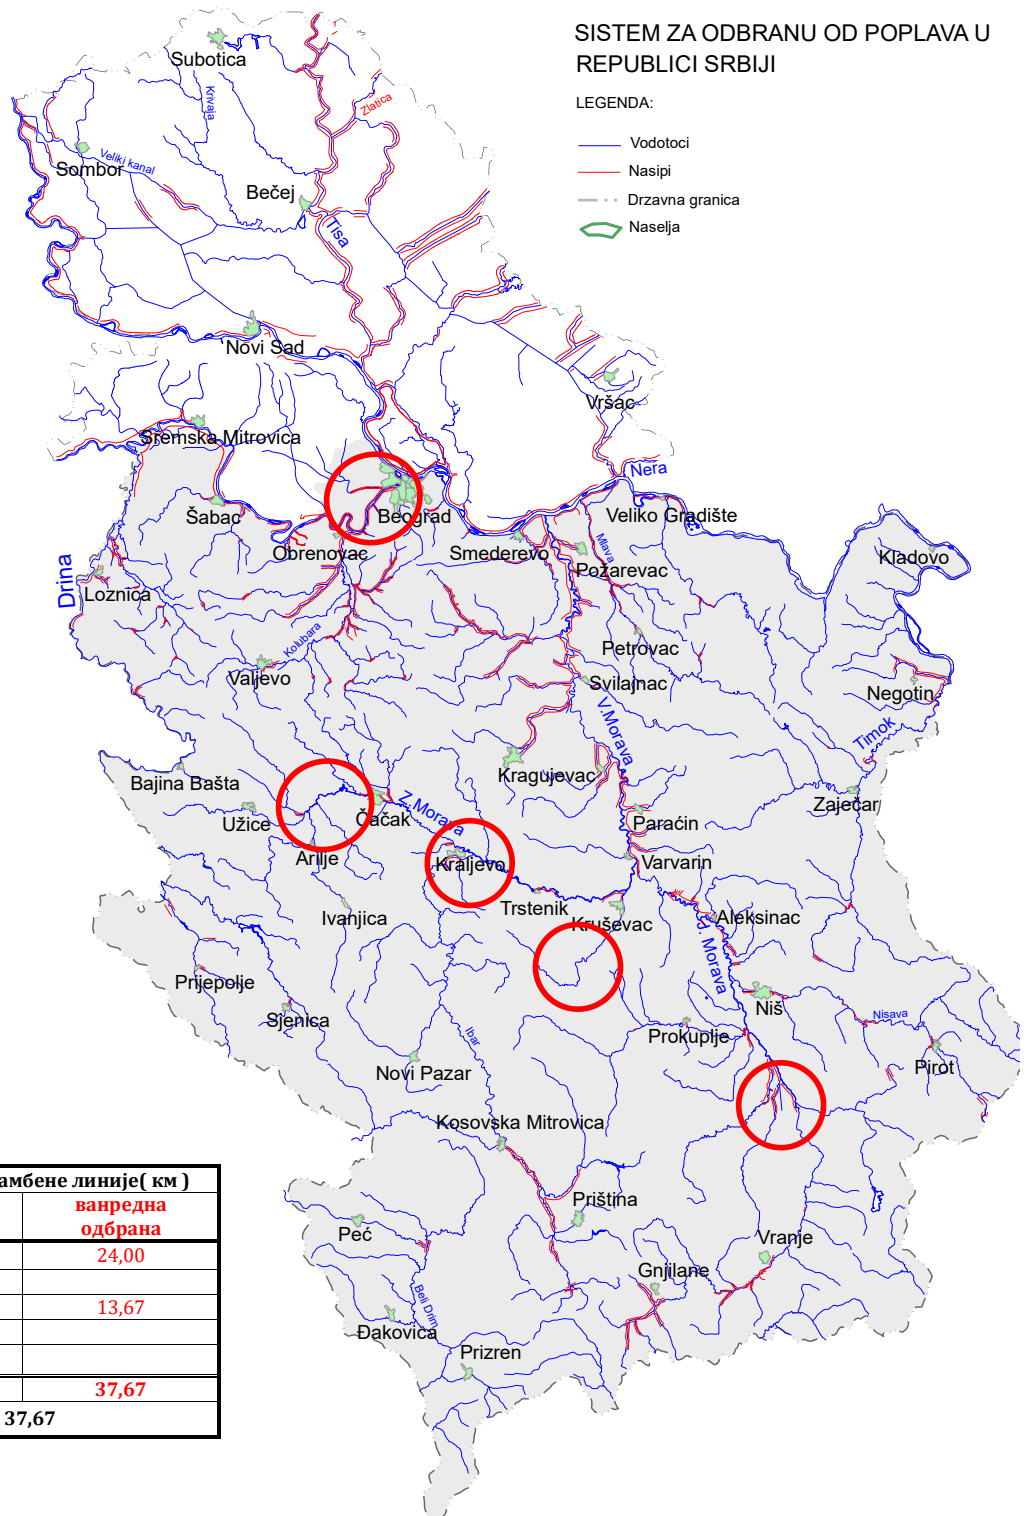 SISTEM ZA ODBRANU OD POPLAVA U
REPUBLICI SRBIJI
LEGENDA:
Vodotoci
Nasipi
Drzavna granica
Naselja
Subotica
Krivaja
Zlatica
Sombor
Veliki kanal
Bečej
Tisa
Novi Sad
Vršac
Sremska Mitrovica
Nera
Šabac
Beograd
Veliko Gradište
Obrenovac
Smederevo
Mlava
Požarevac
Kladovo
Drina
Loznica
Kolubara
Petrovac
Valjevo
Svilajnac
Negotin
V.Morava
Timok
Kragujevac
Bajina Bašta
Zaječar
Užice
Čačak
Z.Morava
Paraćin
Arilje
Kraljevo
Varvarin
Ivanjica
Trstenik
Kruševac
Aleksinac
J. Morava
Prijepolje
Sjenica
Niš
Nisava
Ibar
Prokuplje
Pirot
Novi Pazar
Kosovska Mitrovica
Priština
Peć
Vranje
Gnjilane
Beli Drim
Đakovica
Prizren
амбене линије( км )
ванредна
одбрана
24,00
13,67
37,67
37,67